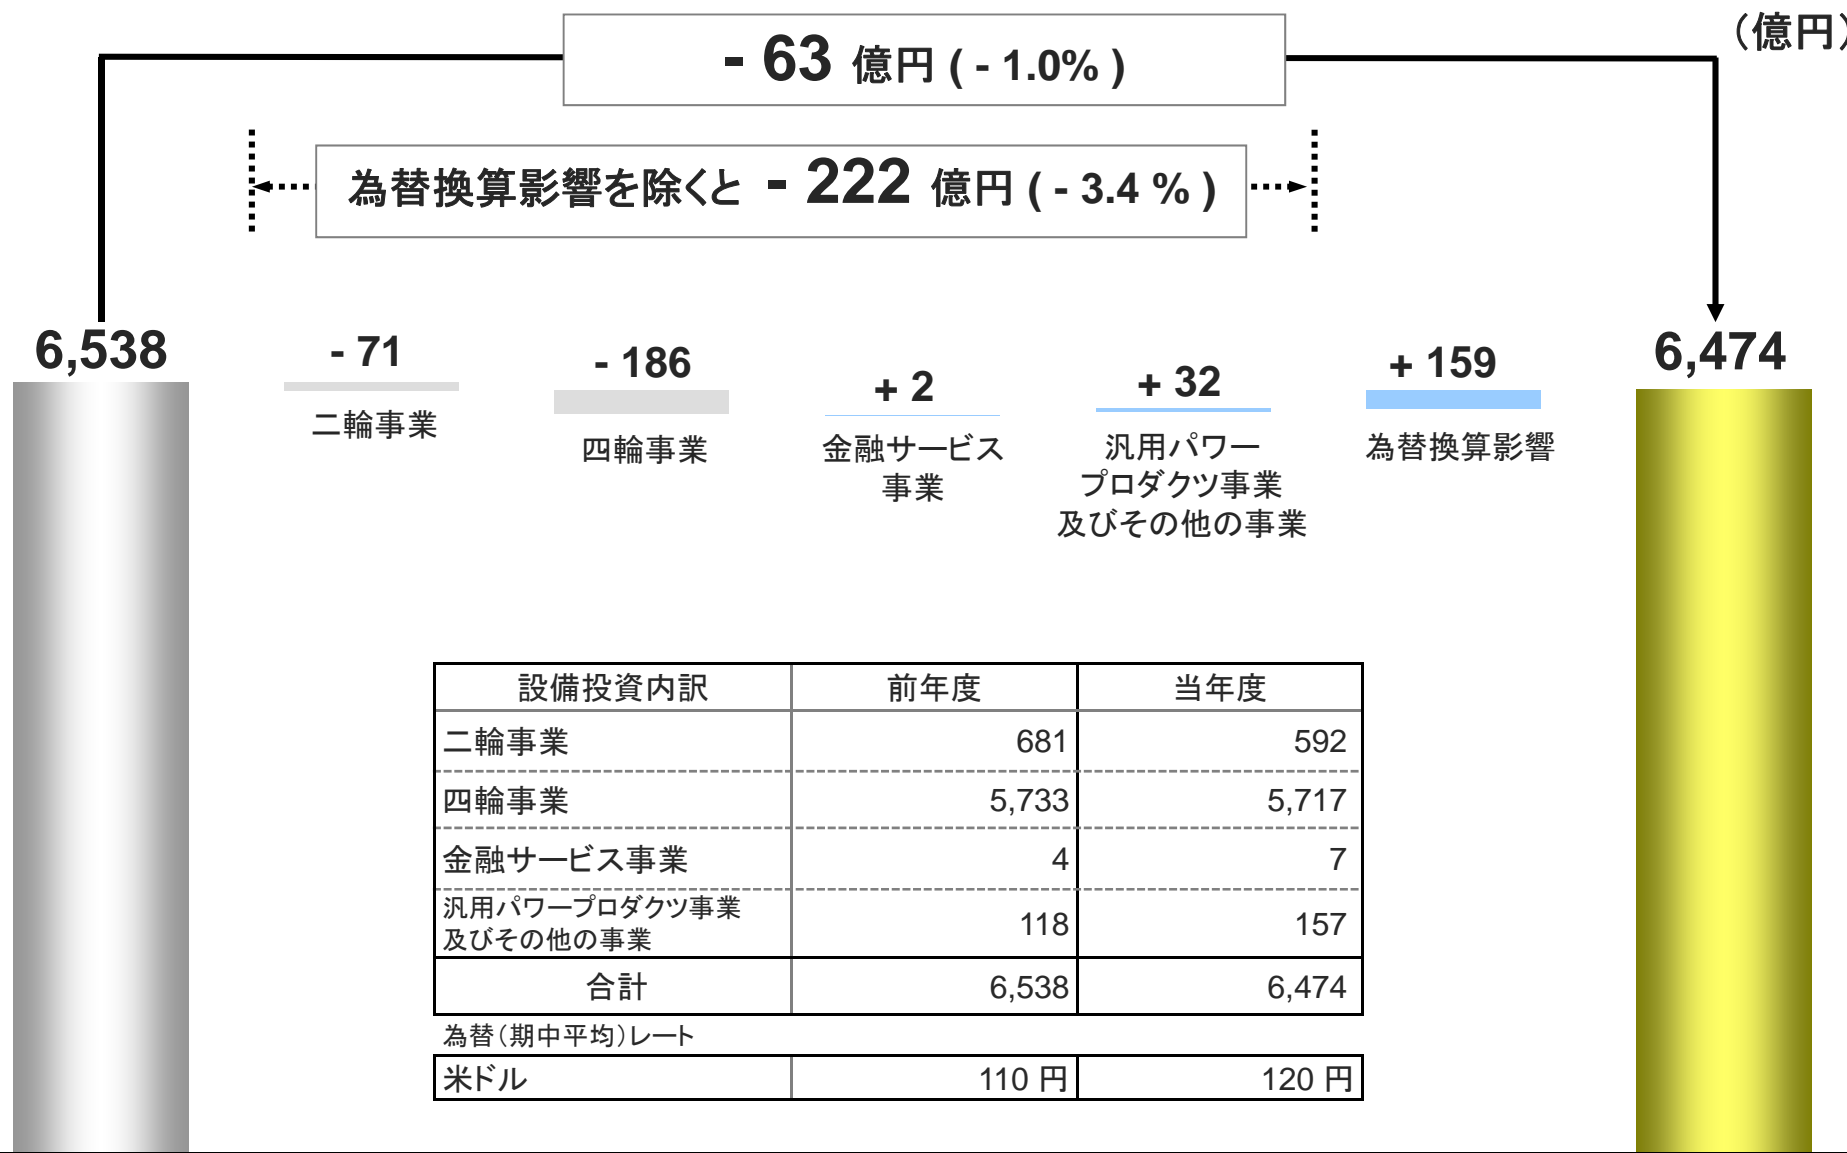 (億円)
- 63 億円 ( - 1.0% )
為替換算影響を除くと - 222 億円 ( - 3.4 % )
6,538
- 71
二輪事業
- 186
四輪事業
+ 2
金融サービス
事業
+ 32
汎用パワー
プロダクツ事業
及びその他の事業
+ 159
為替換算影響
6,474
設備投資内訳 前年度 当年度
二輪事業 681 592
四輪事業 5,733 5,717
金融サービス事業 4 7
汎用パワープロダクツ事業
及びその他の事業 118 157
合計 6,538 6,474
為替(期中平均)レート
米ドル 110 円 120 円